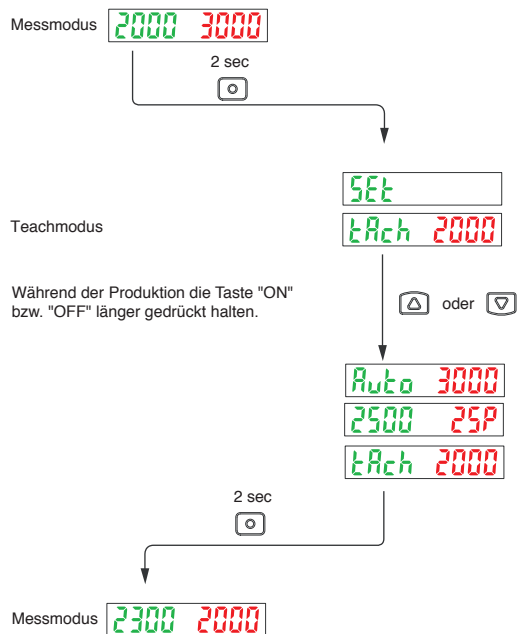 Messmodus 2000 3000
2 sec
SEt
Teachmodus tAch 2000
Während der Produktion die Taste "ON"
bzw. "OFF" länger gedrückt halten.
oder
Auto 3000
2500 2SP
tAch 2000
2 sec
Messmodus 2300 2000